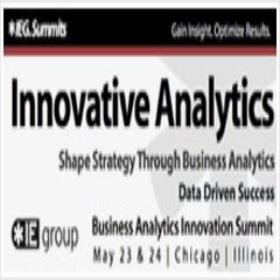 *IE G. Summits
Gain Insight. Optimize Results.
Innovative Analytics
Shape Strategy Through Business Analytics
Data Driven Success
*IE group
Business Analytics Innovation Summit
May 23 & 24 | Chicago | Illinois